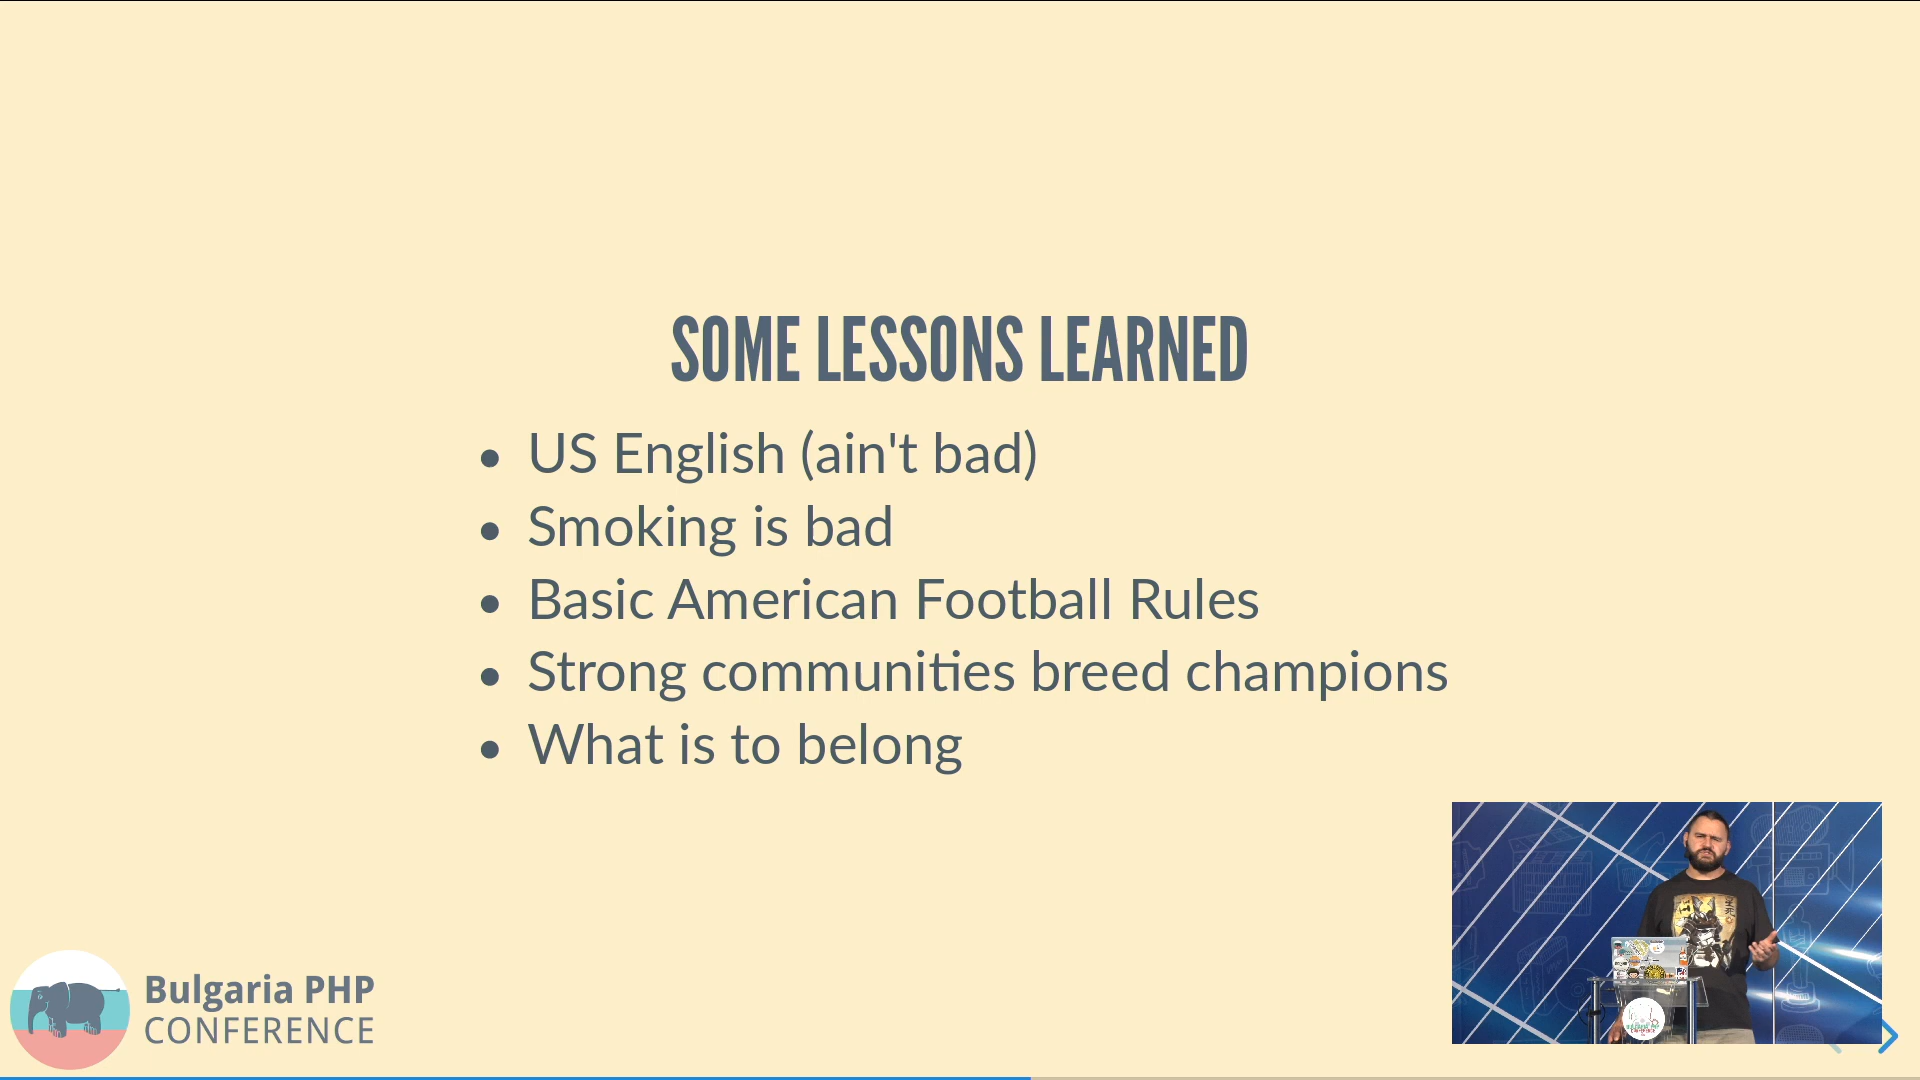 SOME LESSONS LEARNED
US English (ain't bad)
Smoking is bad
Basic American Football Rules
Strong communities breed champions
What is to belong
Bulgaria PHP
CONFERENCE